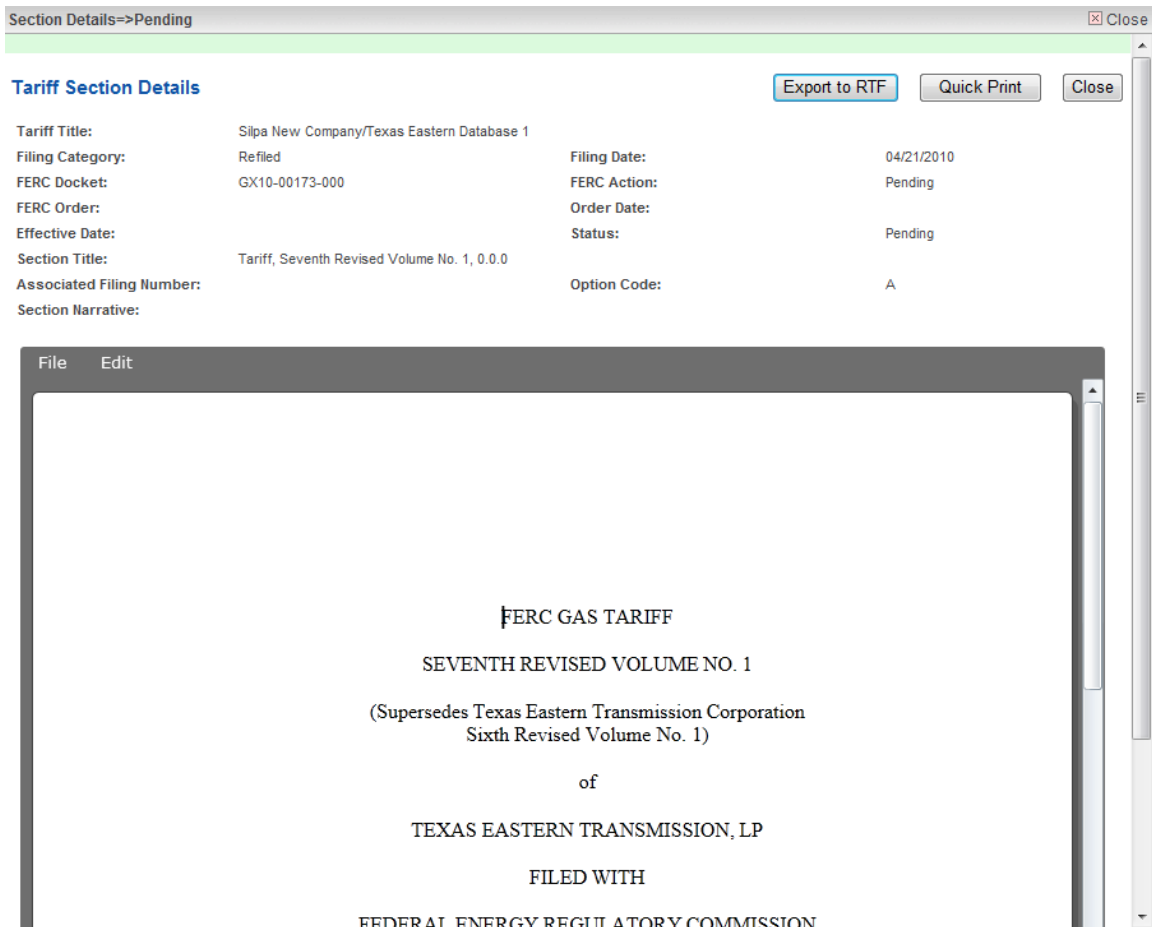 Section Details=>Pending
Close
Tariff Section Details
Export to RTF
Quick Print
Close
Tariff Title: Silpa New Company/Texas Eastern Database 1
Filing Category: Refiled Filing Date: 04/21/2010
FERC Docket: GX10-00173-000 FERC Action: Pending
FERC Order: Order Date:
Effective Date: Status: Pending
Section Title: Tariff, Seventh Revised Volume No. 1, 0.0.0
Associated Filing Number: Option Code: A
Section Narrative:
File Edit
FERC GAS TARIFF
SEVENTH REVISED VOLUME NO. 1
(Supersedes Texas Eastern Transmission Corporation
Sixth Revised Volume No. 1)
of
TEXAS EASTERN TRANSMISSION, LP
FILED WITH
FEDERAL ENERGY REGULATORY COMMISSION